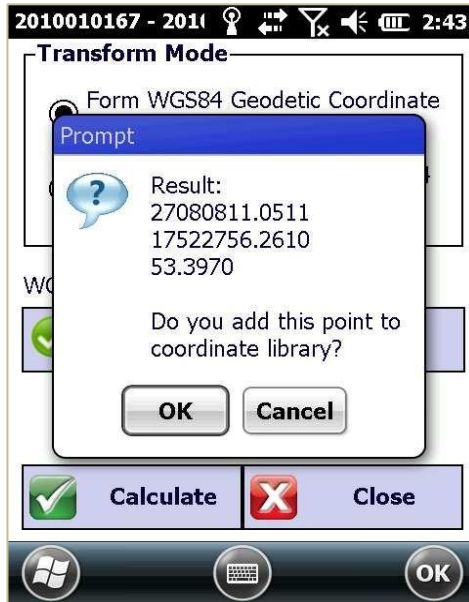 2010010167 - 201 2:43
Transform Mode
Form WGS84 Geodetic Coordinate
Prompt
Result:
27080811.0511
17522756.2610
53.3970
Do you add this point to
coordinate library?
OK Cancel
Calculate Close
OK